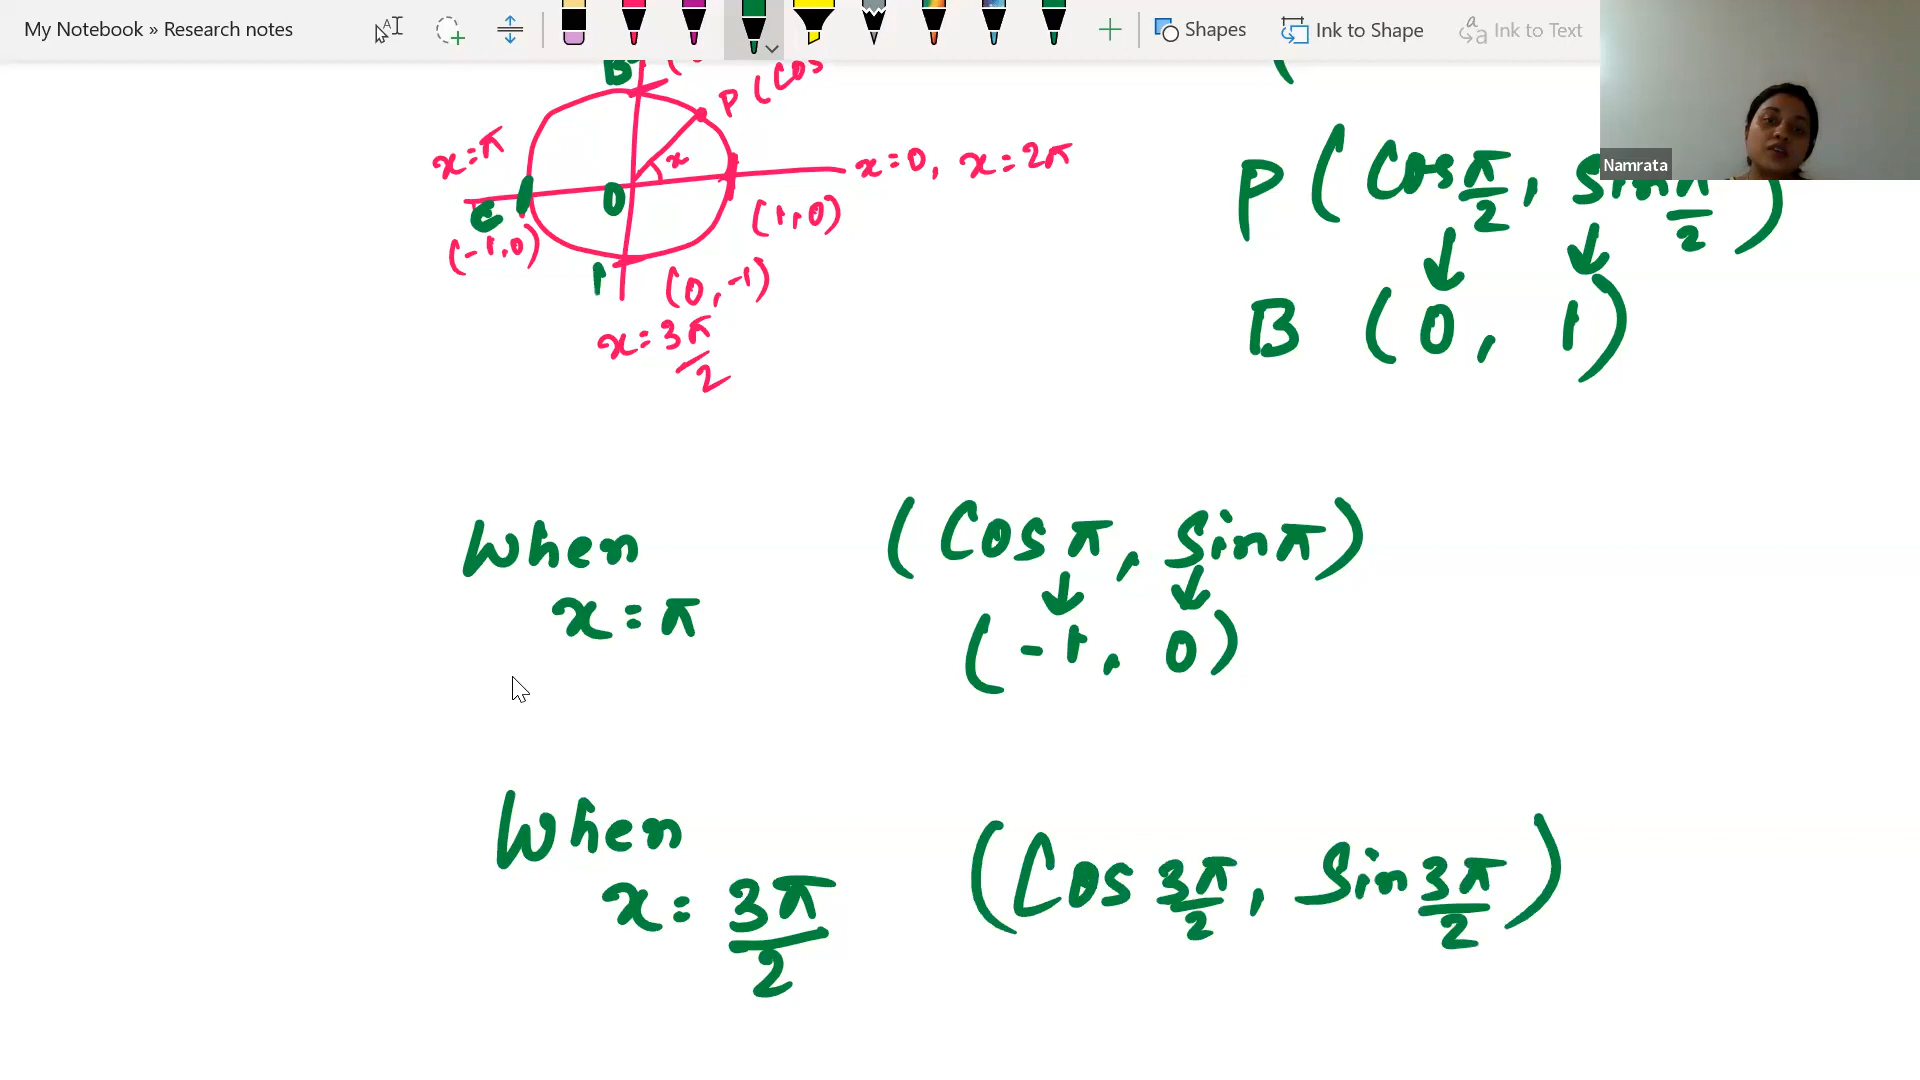 My Notebook » Research notes
Shapes
Ink to Shape
Ink to Text
Namrata
B
P (cos
x=π
x
x=0, x=2π
O
C
(1,0)
(-1,0)
(0,-1)
x=3π/2
P (Cos π/2, Sin π/2)
B (0, 1)
When
x=π
(Cos π, Sin π)
(-1, 0)
When
x=3π/2
(Cos 3π/2, Sin 3π/2)